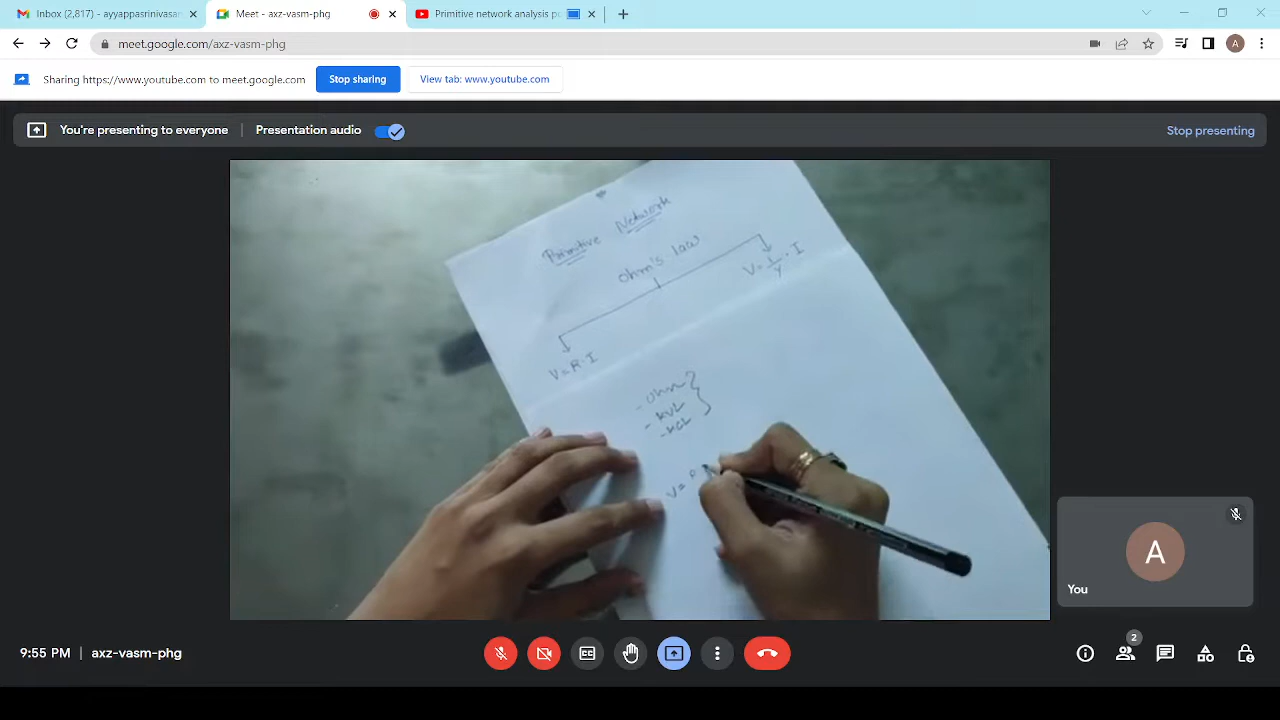 Inbox (2,817) - ayyappasrinivasan
Meet - axz-vasm-phg
Primitive network analysis po
meet.google.com/axz-vasm-phg
A
Sharing https://www.youtube.com to meet.google.com
Stop sharing
View tab: www.youtube.com
You're presenting to everyone
Presentation audio
Stop presenting
Primitive Network
ohm's law
V = 1/Y · I
V = R · I
- ohm
- KVL
- KCL
V = R
A
You
9:55 PM
axz-vasm-phg
2